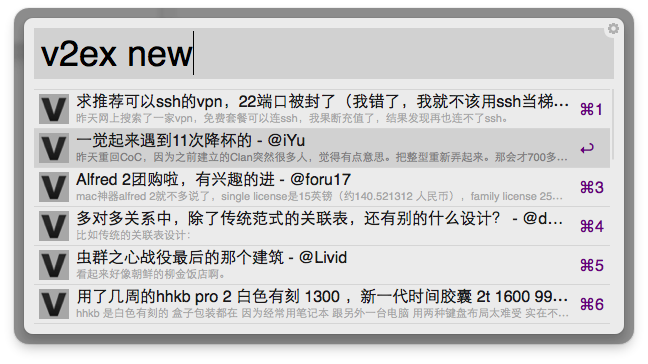 v2ex new
求推荐可以ssh的vpn，22端口被封了（我错了，我就不该用ssh当梯…
⌘1
昨天网上搜索了一家vpn，免费套餐可以连ssh，我果断充值了，结果发现再也连不了ssh。
一觉起来遇到11次降杯的 - @iYu
↩
昨天重回CoC，因为之前建立的Clan突然很多人，觉得有点意思。把整型重新弄起来。那会才700多…
Alfred 2团购啦，有兴趣的进 - @foru17
⌘3
mac神器alfred 2就不多说了，single license是15英镑（约140.521312 人民币），family license 25…
多对多关系中，除了传统范式的关联表，还有别的什么设计？ - @d…
⌘4
比如传统的关联表设计：
虫群之心战役最后的那个建筑 - @Livid
⌘5
看起来好像朝鲜的柳金饭店啊。
用了几周的hhkb pro 2 白色有刻 1300 ，新一代时间胶囊 2t 1600 99…
⌘6
hhkb 是白色有刻的 盒子包装都在 因为经常用笔记本 跟另外一台电脑 用两种键盘布局太难受 实在不…